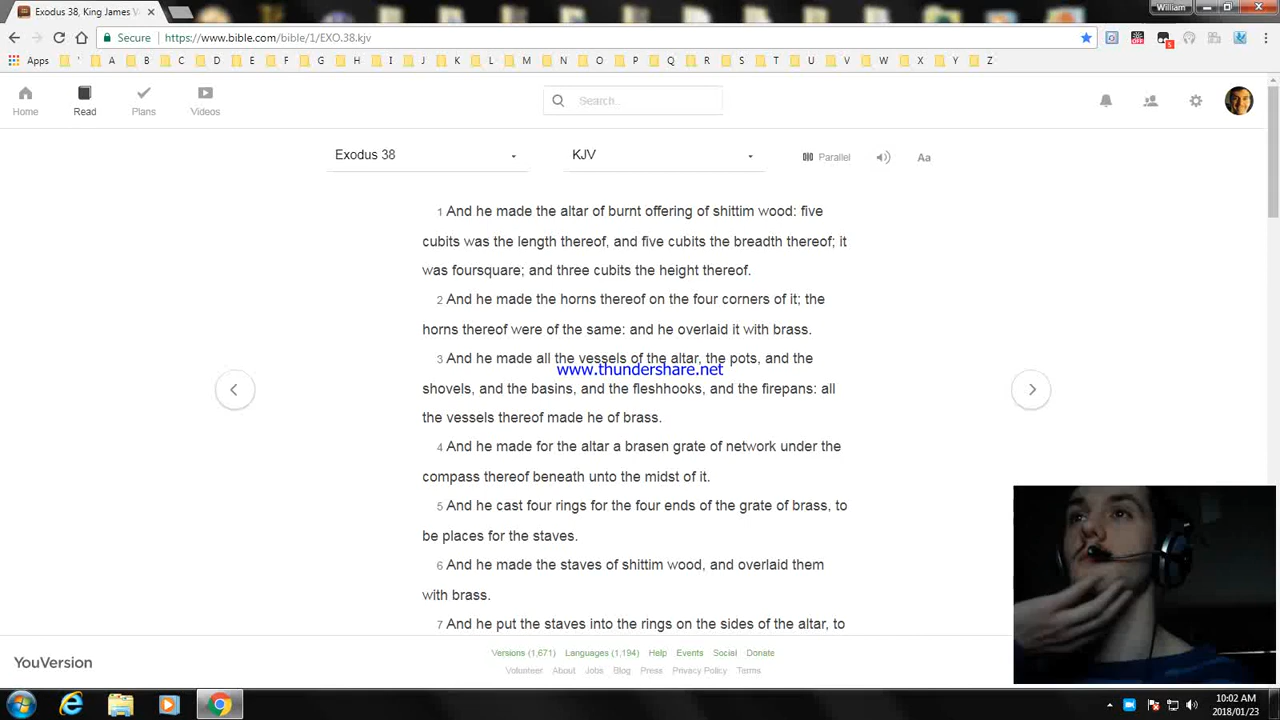 Exodus 38, King James V
William
Secure
https://www.bible.com/bible/1/EXO.38.kjv
Apps ' A B C D E F G H I J K L M N O P Q R S T U V W X Y Z
Home Read Plans Videos
Search..
Exodus 38
KJV
Parallel
Aa
1 And he made the altar of burnt offering of shittim wood: five
cubits was the length thereof, and five cubits the breadth thereof; it
was foursquare; and three cubits the height thereof.
2 And he made the horns thereof on the four corners of it; the
horns thereof were of the same: and he overlaid it with brass.
3 And he made all the vessels of the altar, the pots, and the
www.thundershare.net
shovels, and the basins, and the fleshhooks, and the firepans: all
the vessels thereof made he of brass.
4 And he made for the altar a brasen grate of network under the
compass thereof beneath unto the midst of it.
5 And he cast four rings for the four ends of the grate of brass, to
be places for the staves.
6 And he made the staves of shittim wood, and overlaid them
with brass.
7 And he put the staves into the rings on the sides of the altar, to
YouVersion
Versions (1,671) Languages (1,194) Help Events Social Donate
Volunteer About Jobs Blog Press Privacy Policy Terms
10:02 AM
2018/01/23